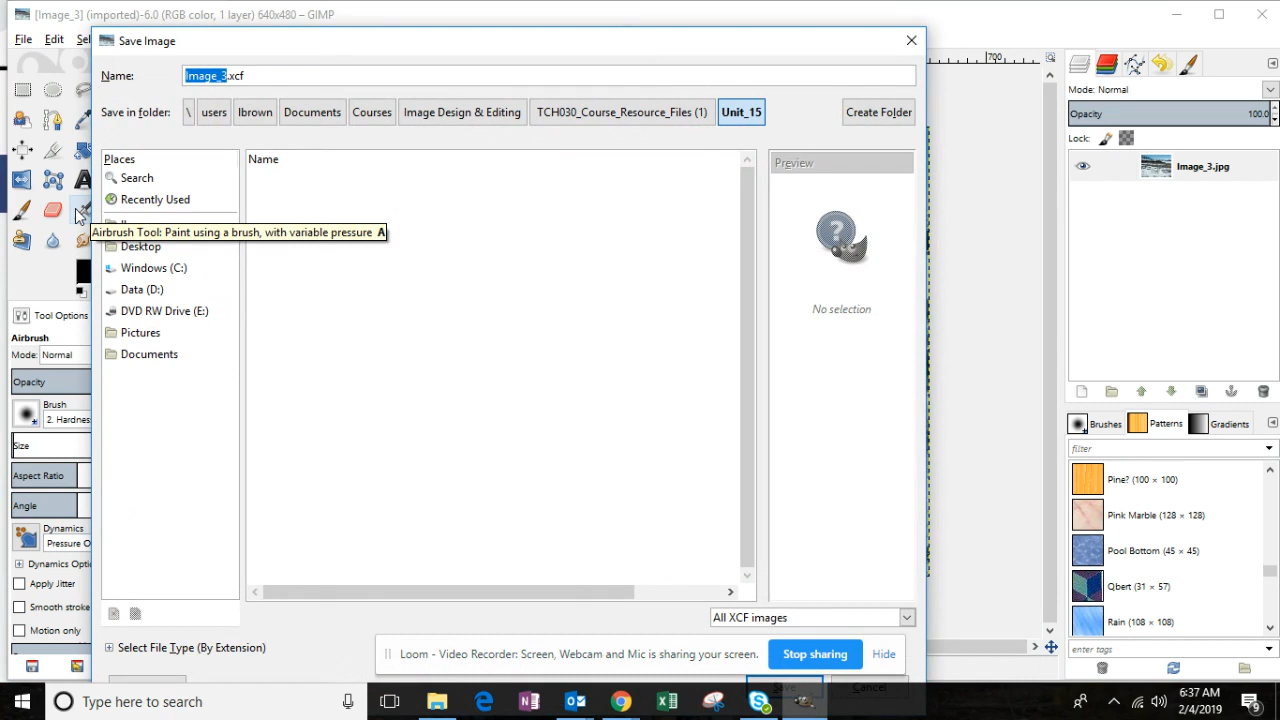 [Image_3] (imported)-6.0 (RGB color, 1 layer) 640x480 – GIMP
File Edit Sel
Save Image
Name: Image_3.xcf
Save in folder: \ users lbrown Documents Courses Image Design & Editing TCH030_Course_Resource_Files (1) Unit_15 Create Folder
Places
Search
Recently Used
Desktop
Windows (C:)
Data (D:)
DVD RW Drive (E:)
Pictures
Documents
Name
Preview
No selection
Airbrush Tool: Paint using a brush, with variable pressure A
All XCF images
Select File Type (By Extension)
Save Cancel
Loom - Video Recorder: Screen, Webcam and Mic is sharing your screen. Stop sharing Hide
Tool Options
Airbrush
Mode: Normal
Opacity
Brush
2. Hardnes
Size
Aspect Ratio
Angle
Dynamics
Pressure O
Dynamics Opti
Apply Jitter
Smooth stroke
Motion only
700
Mode: Normal
Opacity 100.0
Lock:
Image_3.jpg
Brushes Patterns Gradients
filter
Pine? (100 × 100)
Pink Marble (128 × 128)
Pool Bottom (45 × 45)
Qbert (31 × 57)
Rain (108 × 108)
enter tags
Type here to search
6:37 AM
2/4/2019
9